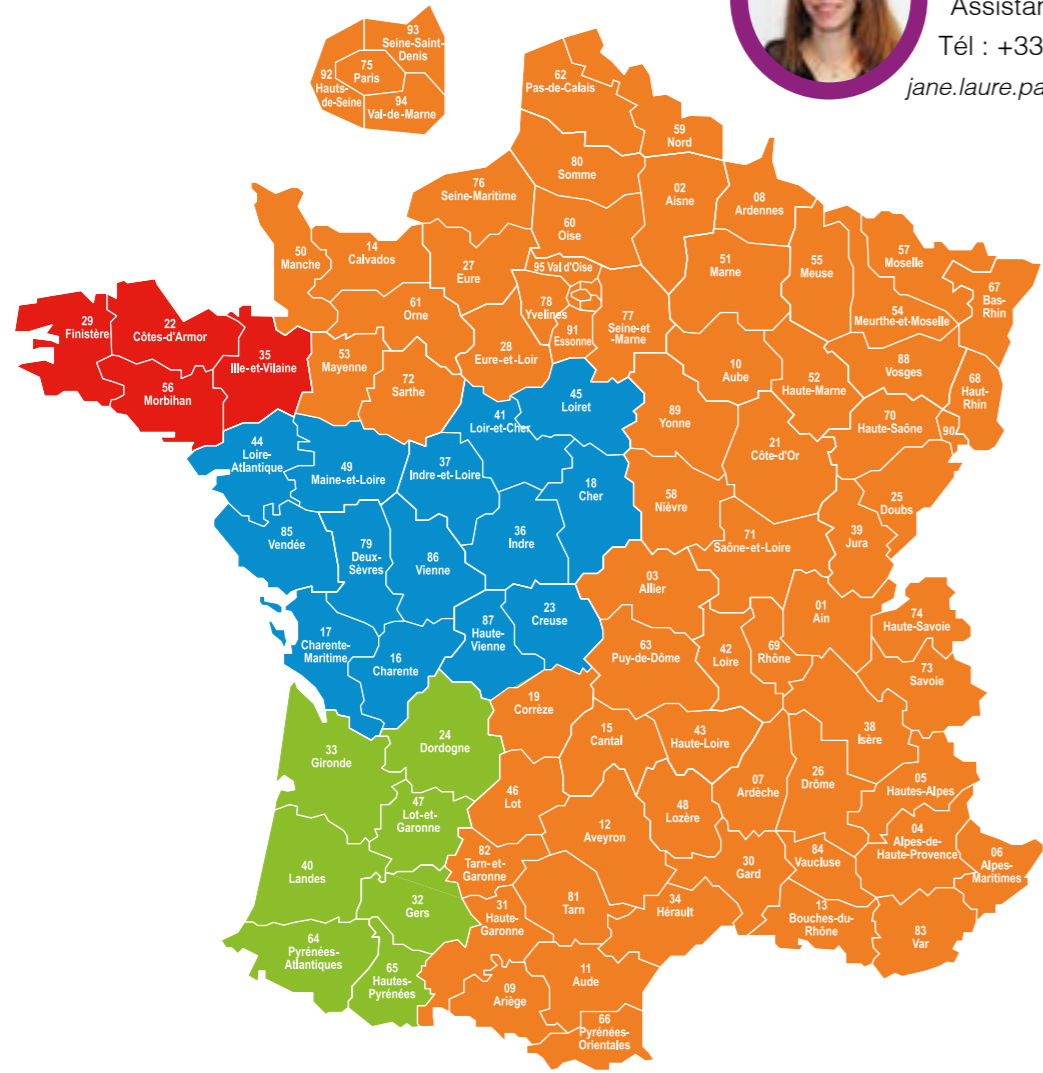 Assistan
Tél : +33
jane.laure.pa
93
Seine-Saint-
Denis
92
Hauts-
de-Seine
75
Paris
94
Val-de-Marne
62
Pas-de-Calais
59
Nord
80
Somme
76
Seine-Maritime
02
Aisne
08
Ardennes
60
Oise
50
Manche
14
Calvados
27
Eure
95 Val d'Oise
51
Marne
55
Meuse
57
Moselle
67
Bas-
Rhin
61
Orne
78
Yvelines
91
Essonne
77
Seine-et
Marne
54
Meurthe-et-Moselle
29
Finistère
22
Côtes-d'Armor
35
Ille-et-Vilaine
53
Mayenne
72
Sarthe
28
Eure-et-Loir
10
Aube
52
Haute-Marne
88
Vosges
68
Haut-
Rhin
56
Morbihan
41
Loir-et-Cher
45
Loiret
89
Yonne
21
Côte-d'Or
70
Haute-Saône
90
44
Loire-
Atlantique
49
Maine-et-Loire
37
Indre-et-Loire
18
Cher
58
Nièvre
25
Doubs
85
Vendée
79
Deux-
Sèvres
86
Vienne
36
Indre
71
Saône-et-Loire
39
Jura
03
Allier
01
Ain
74
Haute-Savoie
17
Charente-
Maritime
16
Charente
87
Haute-
Vienne
23
Creuse
63
Puy-de-Dôme
42
Loire
69
Rhône
73
Savoie
19
Corrèze
38
Isère
33
Gironde
24
Dordogne
15
Cantal
43
Haute-Loire
07
Ardèche
26
Drôme
05
Hautes-Alpes
47
Lot-et-
Garonne
46
Lot
48
Lozère
12
Aveyron
04
Alpes-de-
Haute-Provence
06
Alpes-
Maritimes
40
Landes
82
Tarn-et-
Garonne
30
Gard
84
Vaucluse
32
Gers
31
Haute-
Garonne
81
Tarn
34
Hérault
13
Bouches-du-
Rhône
83
Var
64
Pyrénées-
Atlantiques
65
Hautes-
Pyrénées
09
Ariège
11
Aude
66
Pyrénées-
Orientales